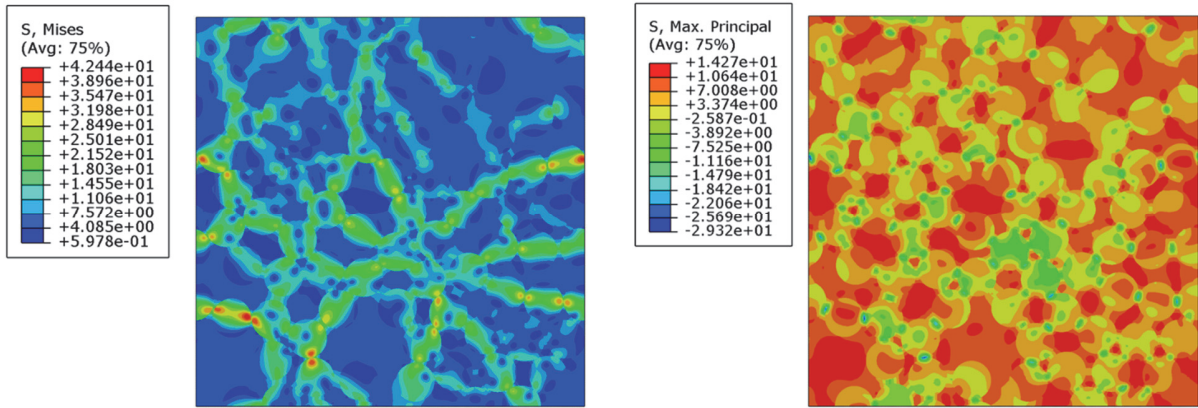 S, Mises
(Avg: 75%)
+4.244e+01
+3.896e+01
+3.547e+01
+3.198e+01
+2.849e+01
+2.501e+01
+2.152e+01
+1.803e+01
+1.455e+01
+1.106e+01
+7.572e+00
+4.085e+00
+5.978e-01
S, Max. Principal
(Avg: 75%)
+1.427e+01
+1.064e+01
+7.008e+00
+3.374e+00
-2.587e-01
-3.892e+00
-7.525e+00
-1.116e+01
-1.479e+01
-1.842e+01
-2.206e+01
-2.569e+01
-2.932e+01